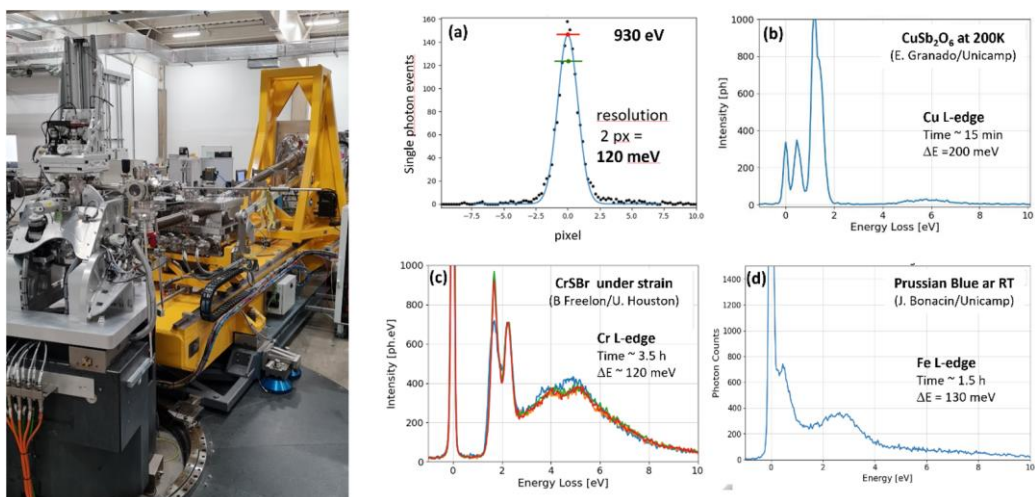 (a)
930 eV
resolution
2 px =
120 meV
Single photon events
160
140
120
100
80
60
40
20
0
−7.5
−5.0
−2.5
0.0
2.5
5.0
7.5
10.0
pixel
(b)
CuSb2O6 at 200K
(E. Granado/Unicamp)
Cu L-edge
Time ~ 15 min
ΔE =200 meV
Intensity [ph]
1000
800
600
400
200
0
0
2
4
6
8
10
Energy Loss [eV]
(c)
CrSBr under strain
(B Freelon/U. Houston)
Cr L-edge
Time ~ 3.5 h
ΔE ~ 120 meV
Intensity [ph.eV]
1000
800
600
400
200
0
0
2
4
6
8
10
Energy Loss [eV]
(d)
Prussian Blue ar RT
(J. Bonacin/Unicamp)
Fe L-edge
Time ~ 1.5 h
ΔE = 130 meV
Photon Counts
1400
1200
1000
800
600
400
200
0
0
2
4
6
8
10
Energy Loss [eV]